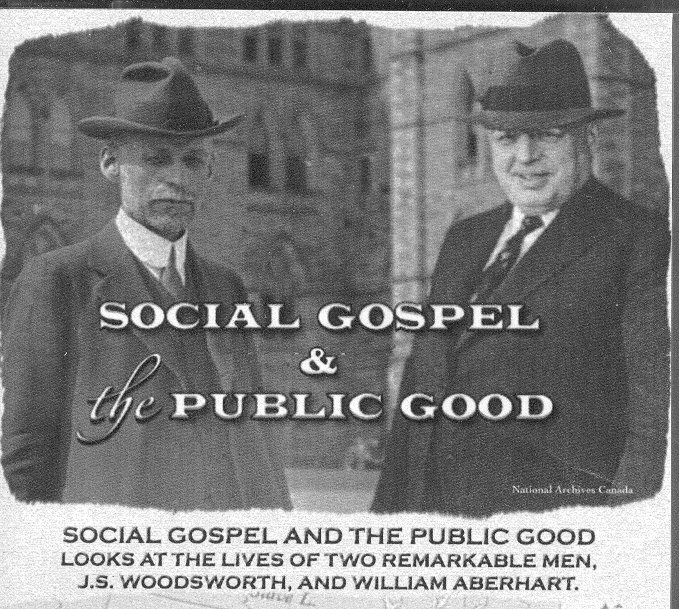 SOCIAL GOSPEL
&
the PUBLIC GOOD
National Archives Canada
SOCIAL GOSPEL AND THE PUBLIC GOOD
LOOKS AT THE LIVES OF TWO REMARKABLE MEN,
J.S. WOODSWORTH, AND WILLIAM ABERHART.